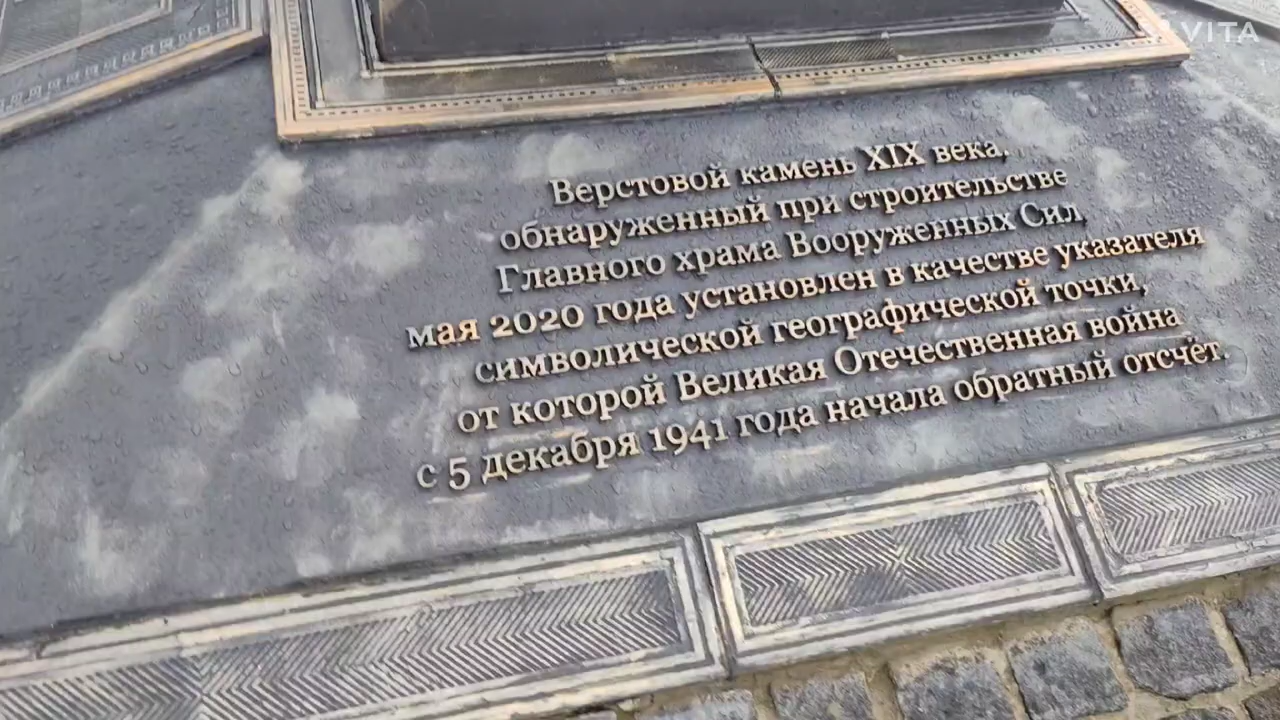 VITA
Верстовой камень XIX века,
обнаруженный при строительстве
Главного храма Вооруженных Сил,
мая 2020 года установлен в качестве указателя
символической географической точки,
от которой Великая Отечественная война
с 5 декабря 1941 года начала обратный отсчёт.